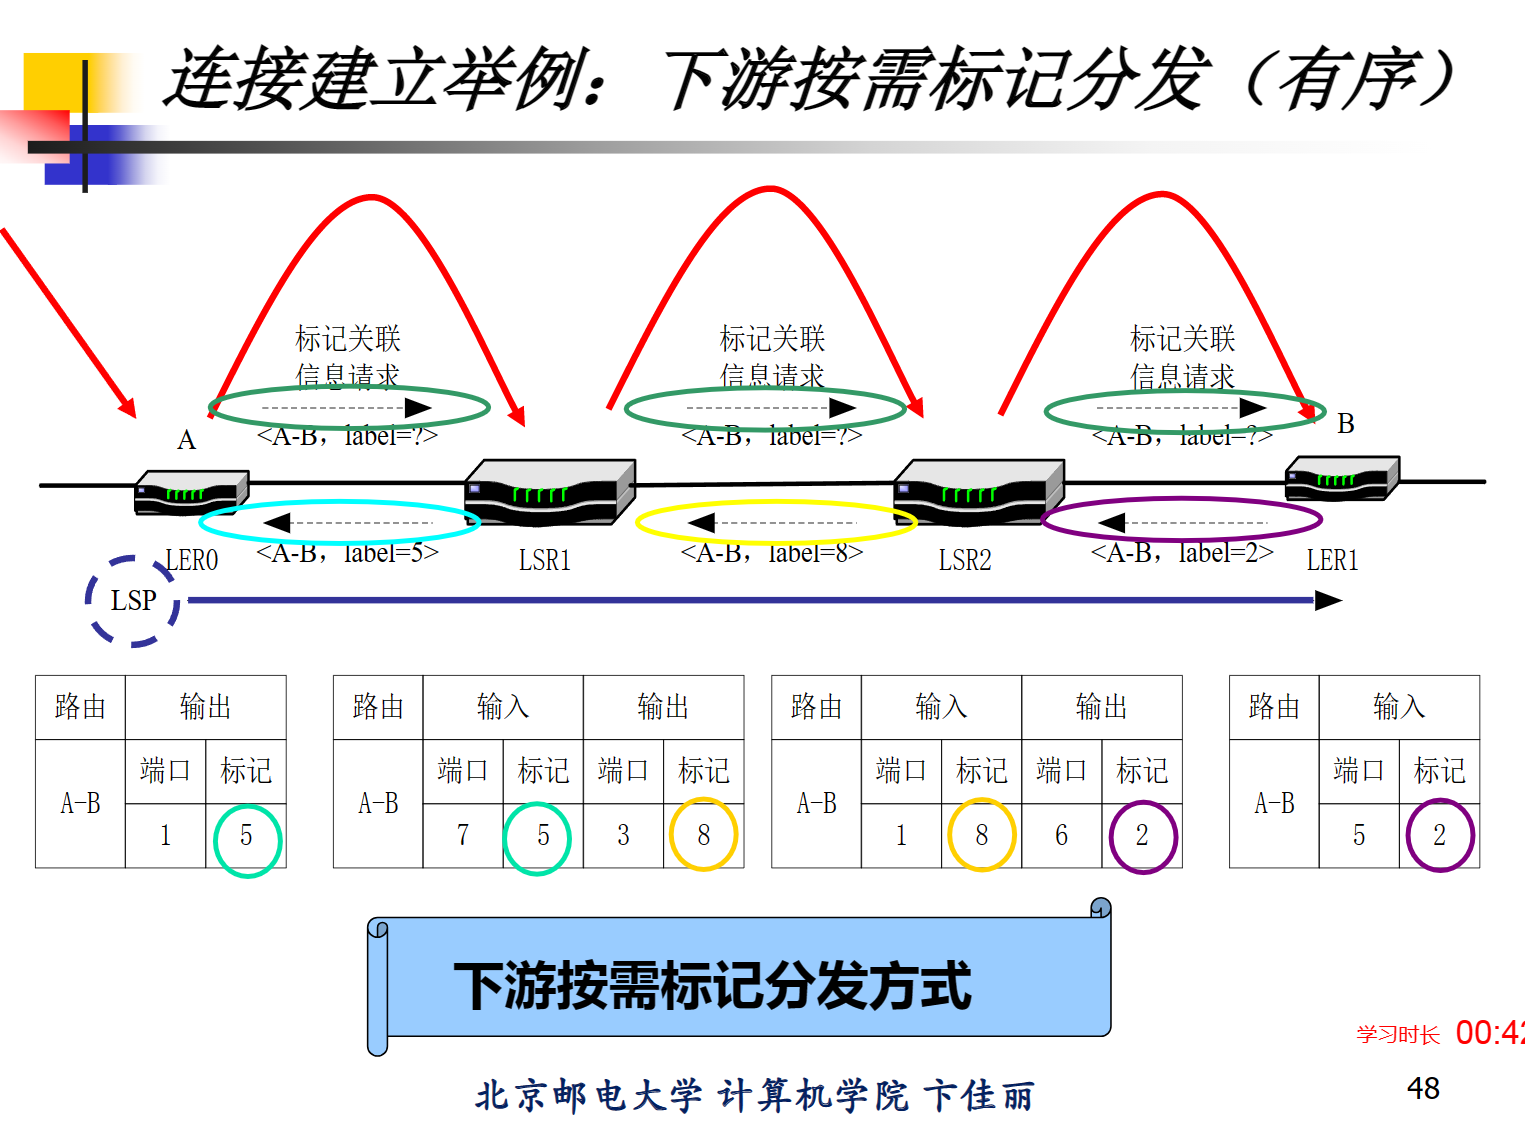 连接建立举例：下游按需标记分发（有序）
标记关联
信息请求
标记关联
信息请求
标记关联
信息请求
A
<A-B，label=?>
<A-B，label=?>
<A-B，label=?>
B
LER0
<A-B，label=5>
LSR1
<A-B，label=8>
LSR2
<A-B，label=2>
LER1
LSP
路由 输出
端口 标记
A-B
1 5
路由 输入 输出
端口 标记 端口 标记
A-B
7 5 3 8
路由 输入 输出
端口 标记 端口 标记
A-B
1 8 6 2
路由 输入
端口 标记
A-B
5 2
下游按需标记分发方式
学习时长 00:42
北京邮电大学 计算机学院 卞佳丽
48